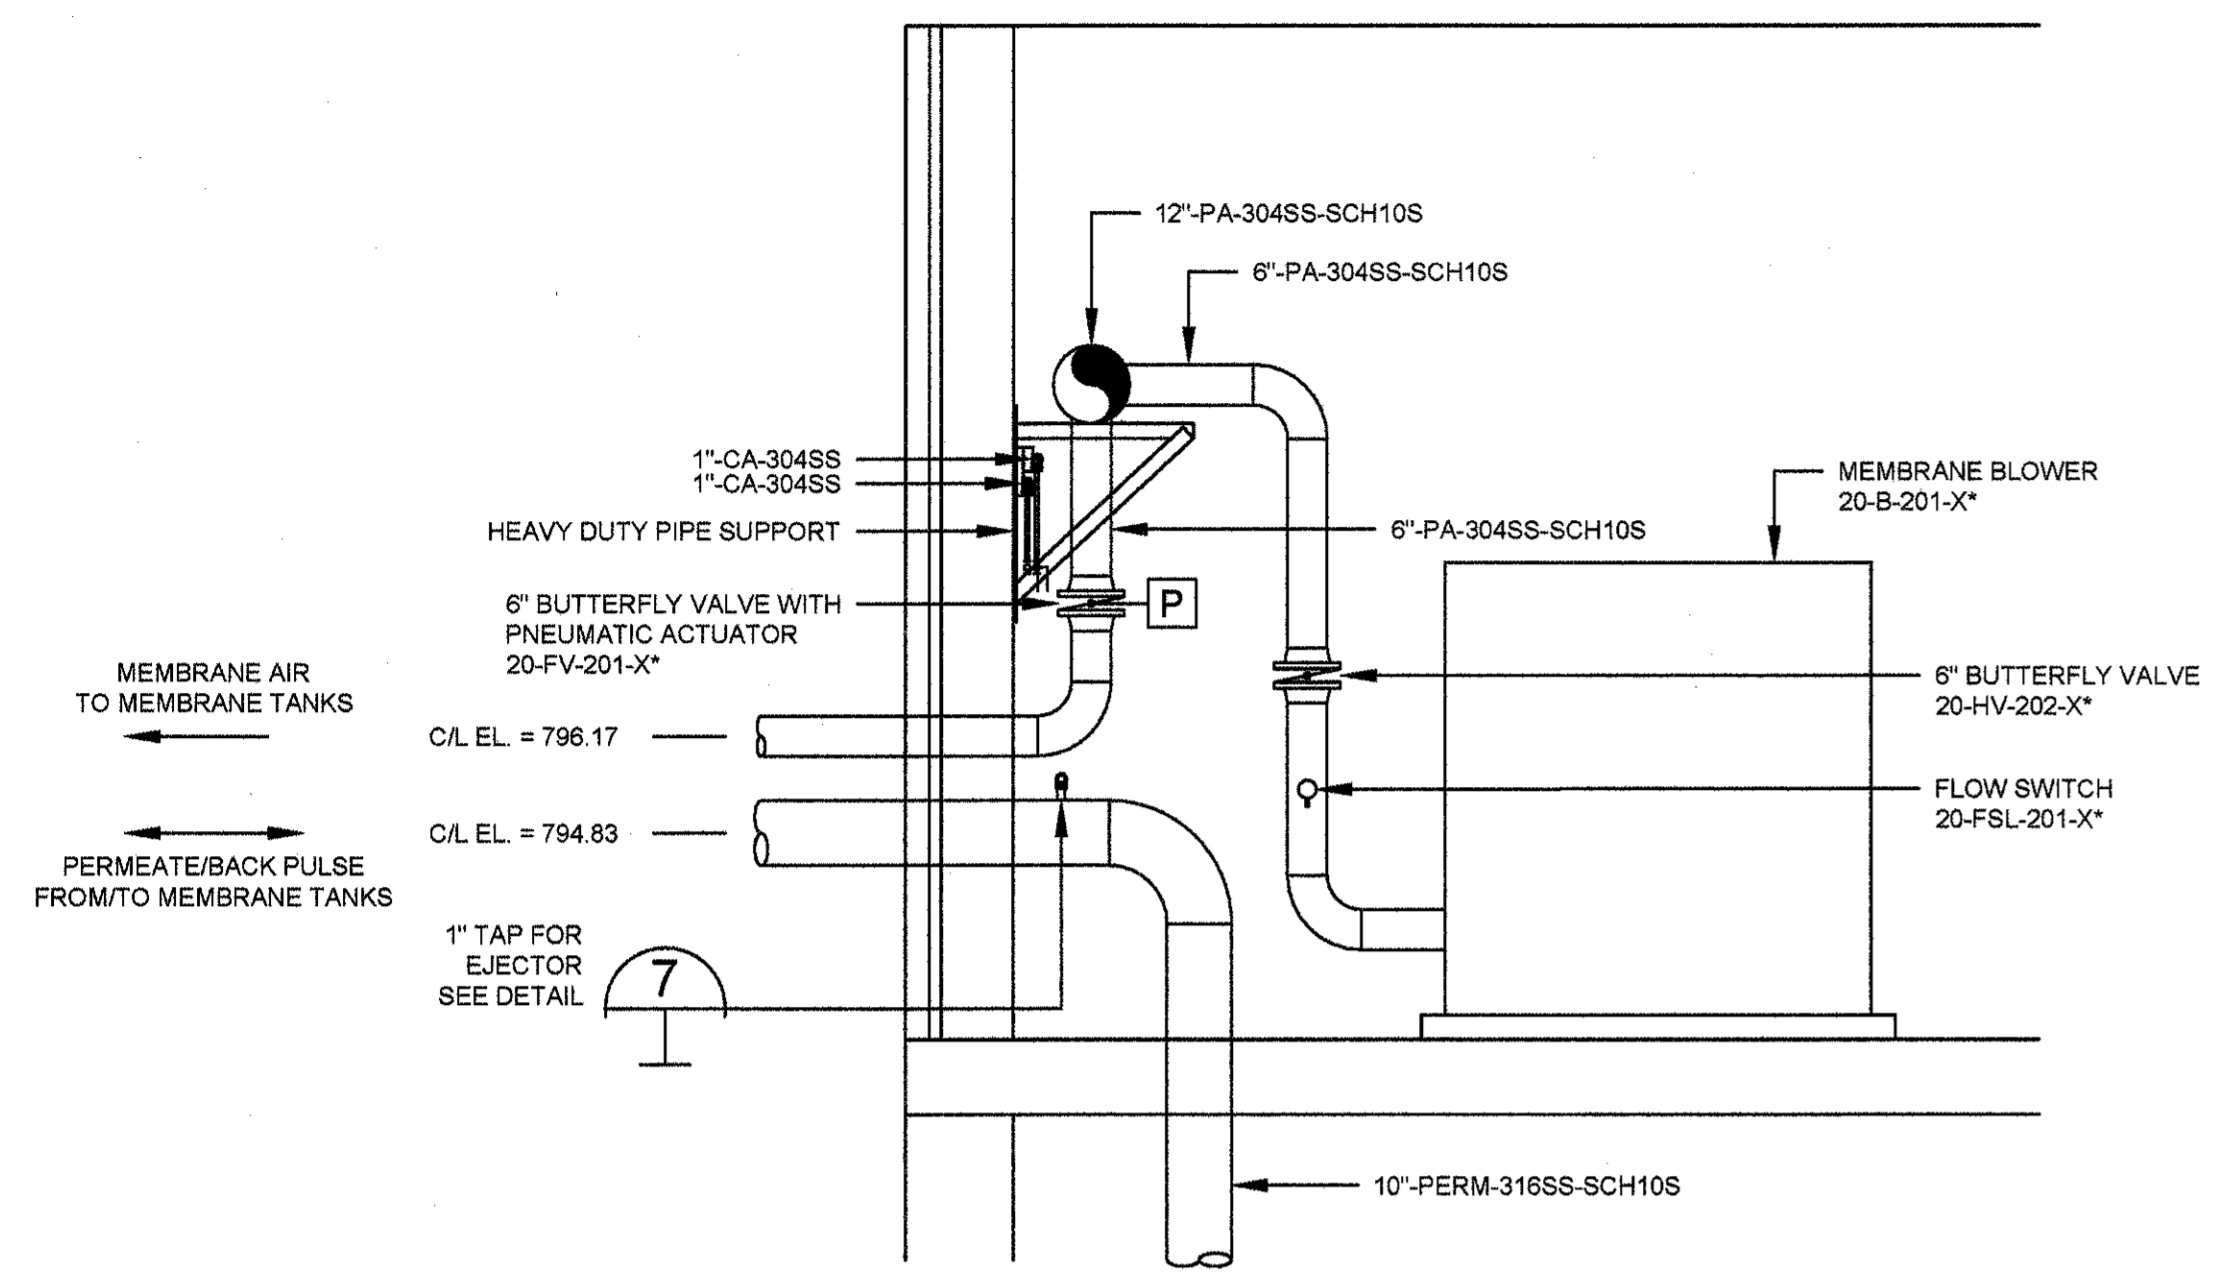 12"-PA-304SS-SCH10S
6"-PA-304SS-SCH10S
1"-CA-304SS
1"-CA-304SS
MEMBRANE BLOWER
20-B-201-X*
HEAVY DUTY PIPE SUPPORT
6"-PA-304SS-SCH10S
6" BUTTERFLY VALVE WITH
PNEUMATIC ACTUATOR
20-FV-201-X*
P
MEMBRANE AIR
TO MEMBRANE TANKS
6" BUTTERFLY VALVE
20-HV-202-X*
C/L EL. = 796.17
FLOW SWITCH
20-FSL-201-X*
C/L EL. = 794.83
PERMEATE/BACK PULSE
FROM/TO MEMBRANE TANKS
1" TAP FOR
EJECTOR
SEE DETAIL
7
10"-PERM-316SS-SCH10S